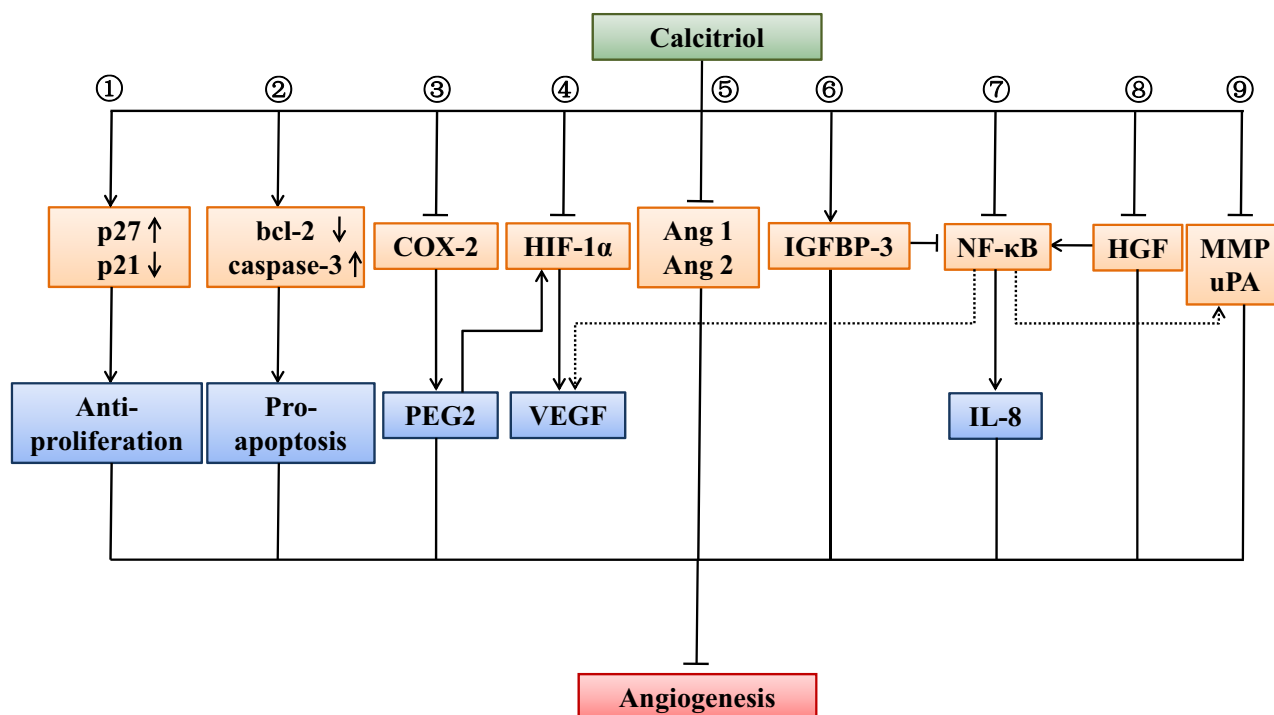 Calcitriol
① ② ③ ④ ⑤ ⑥ ⑦ ⑧ ⑨
p27 ↑
p21 ↓
bcl-2 ↓
caspase-3 ↑
COX-2
HIF-1α
Ang 1
Ang 2
IGFBP-3
NF-κB
HGF
MMP
uPA
Anti-
proliferation
Pro-
apoptosis
PEG2
VEGF
IL-8
Angiogenesis